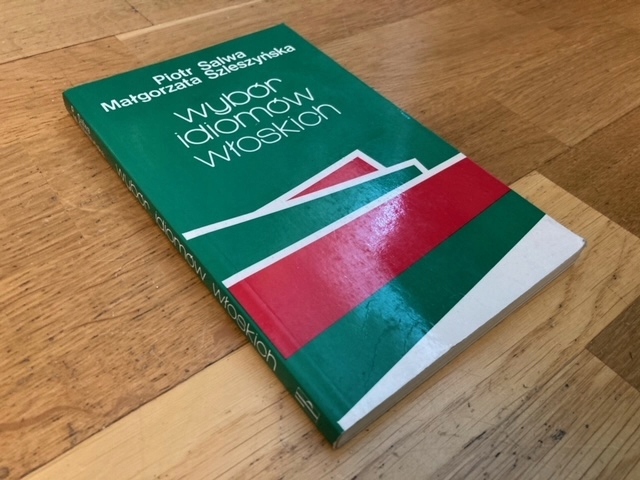 Piotr Salwa
Małgorzata Szleszyńska
wybór
idiomów
włoskich
wybór idiomów włoskich